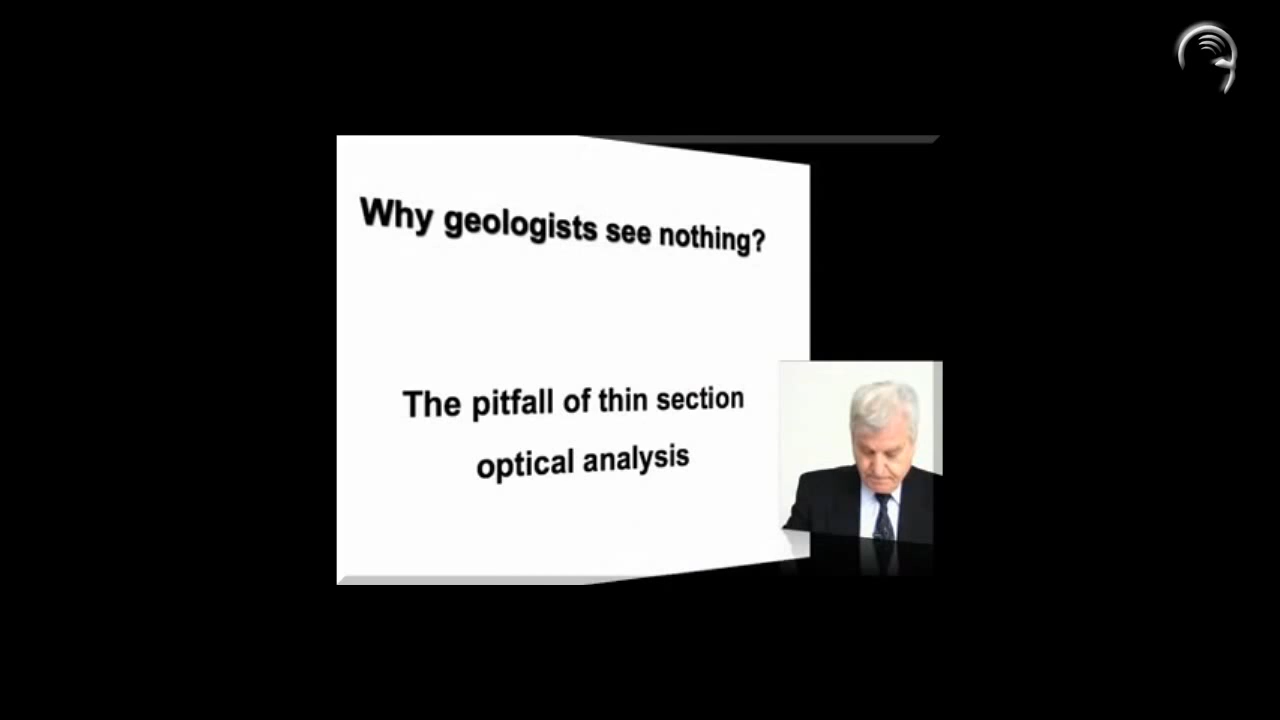 Why geologists see nothing?
The pitfall of thin section
optical analysis